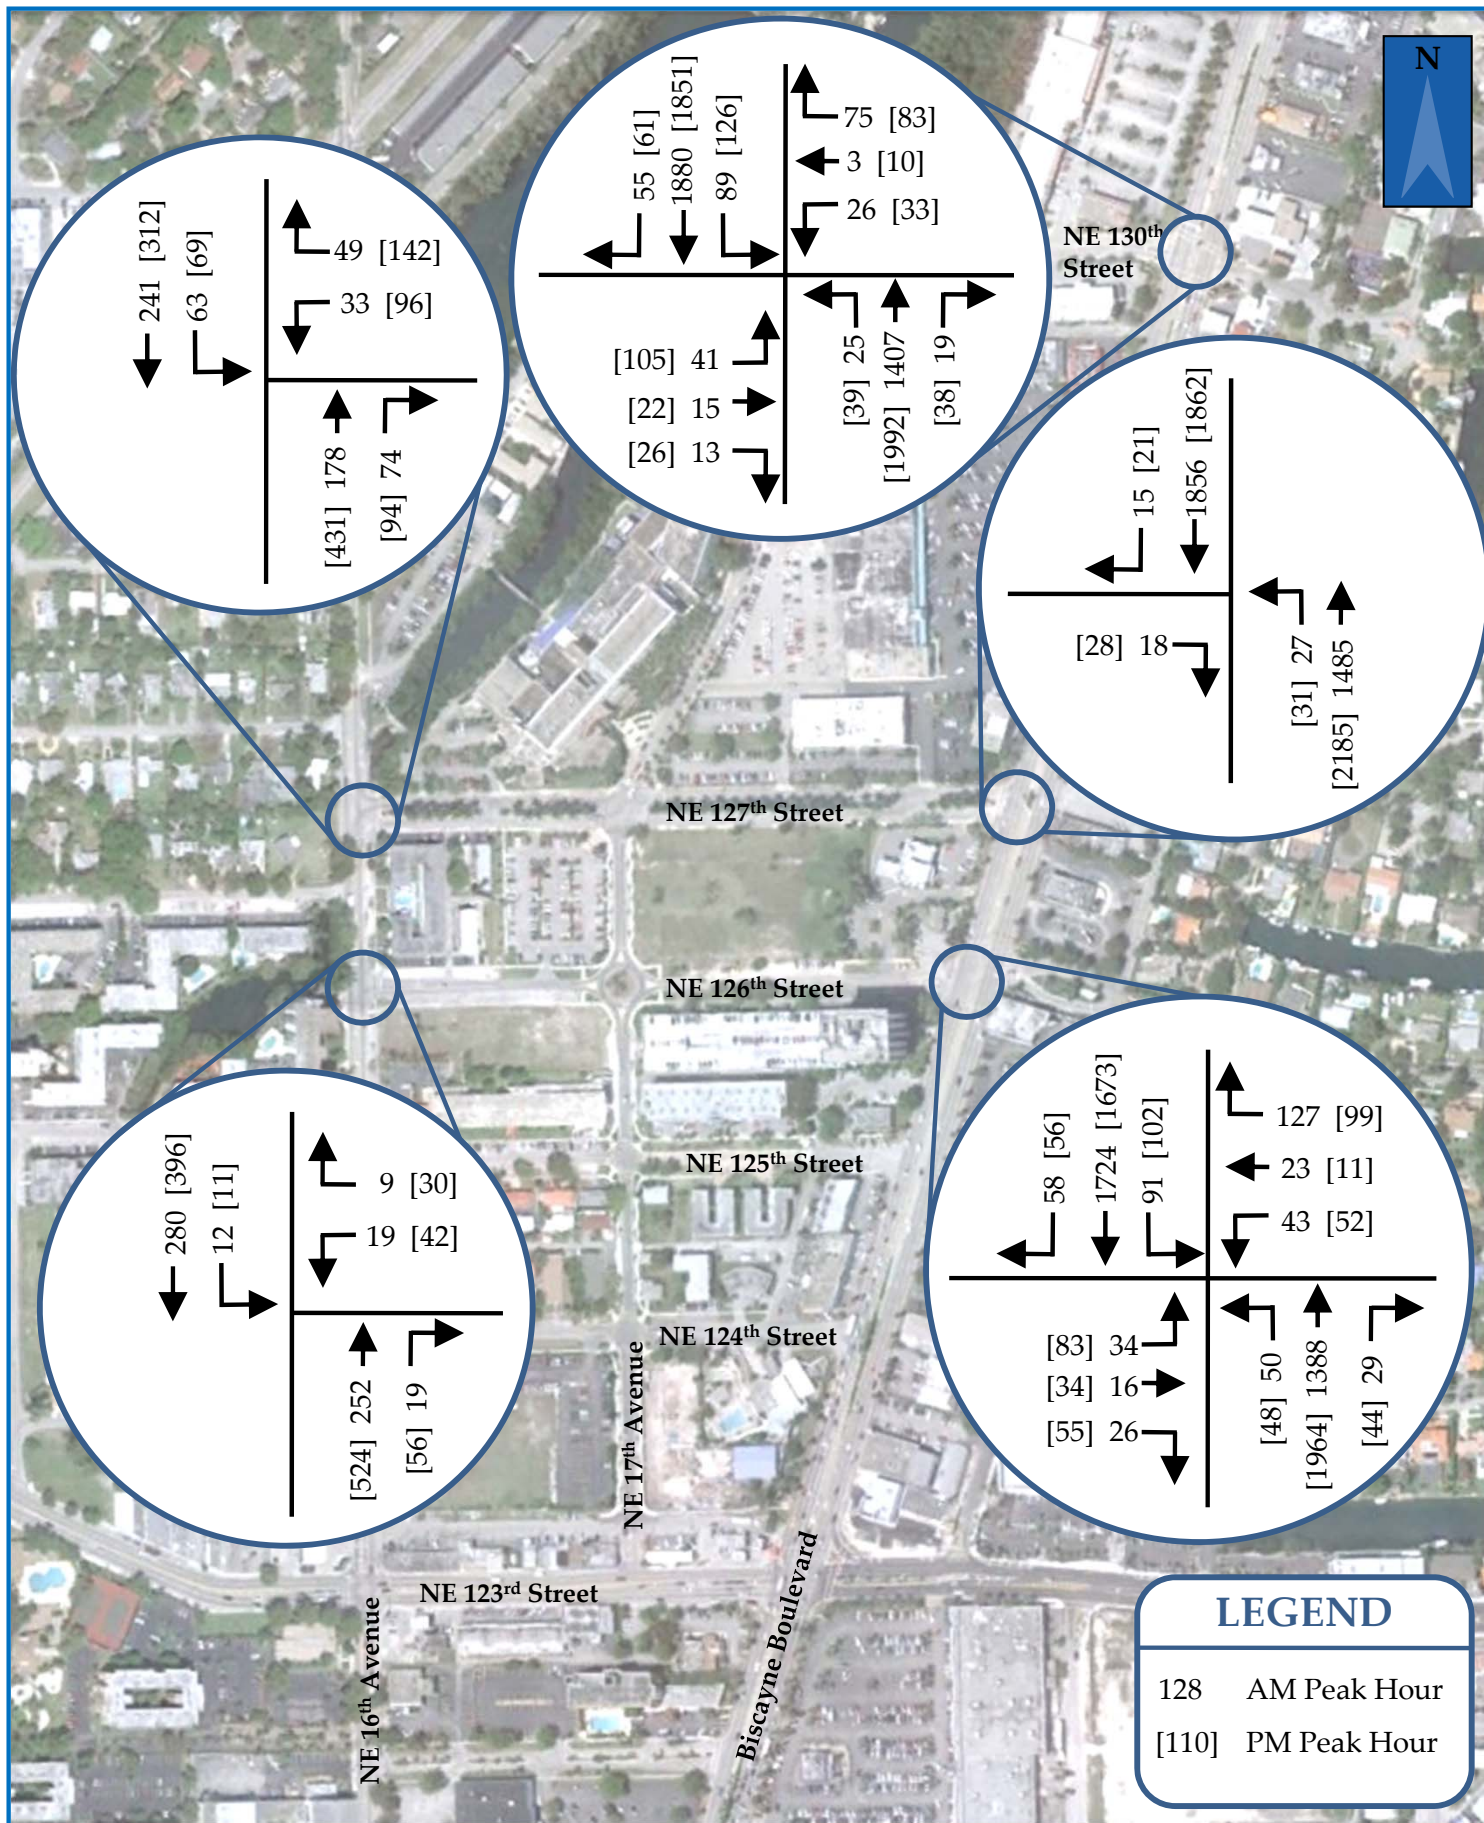 N
55 [61]
1880 [1851]
89 [126]
75 [83]
3 [10]
26 [33]
[105] 41
[22] 15
[26] 13
[39] 25
[1992] 1407
[38] 19
NE 130th
Street
241 [312]
63 [69]
49 [142]
33 [96]
[431] 178
[94] 74
15 [21]
1856 [1862]
[28] 18
[31] 27
[2185] 1485
NE 127th Street
NE 126th Street
NE 125th Street
NE 124th Street
NE 17th Avenue
280 [396]
12 [11]
9 [30]
19 [42]
[524] 252
[56] 19
58 [56]
1724 [1673]
91 [102]
127 [99]
23 [11]
43 [52]
[83] 34
[34] 16
[55] 26
[48] 50
[1964] 1388
[44] 29
NE 123rd Street
NE 16th Avenue
Biscayne Boulevard
LEGEND
128 AM Peak Hour
[110] PM Peak Hour